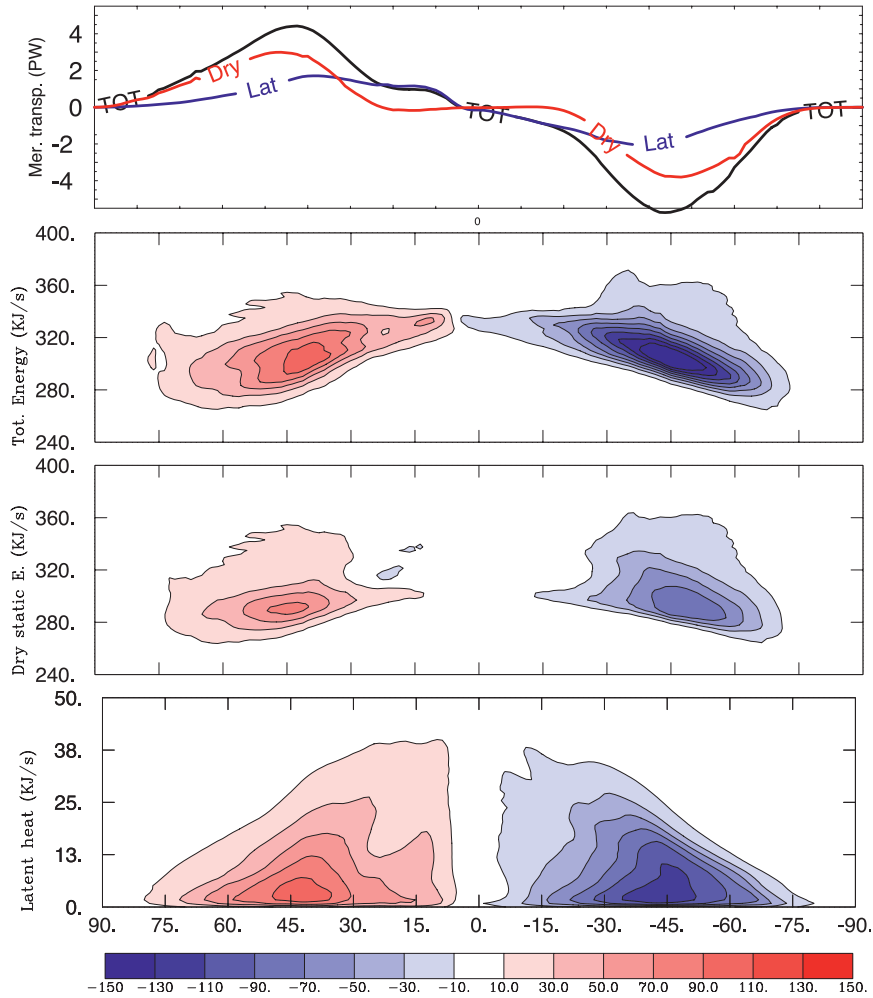 Mer. transp. (PW)
4
2
0
-2
-4
TOT
Dry
Lat
TOT
Dry
Lat
TOT
0
Tot. Energy (KJ/s)
400.
360.
320.
280.
240.
Dry static E. (KJ/s)
400.
360.
320.
280.
240.
Latent heat (KJ/s)
50.
38.
25.
13.
0.
90. 75. 60. 45. 30. 15. 0. -15. -30. -45. -60. -75. -90.
-150 -130 -110 -90. -70. -50. -30. -10. 10.0 30.0 50.0 70.0 90.0 110. 130. 150.